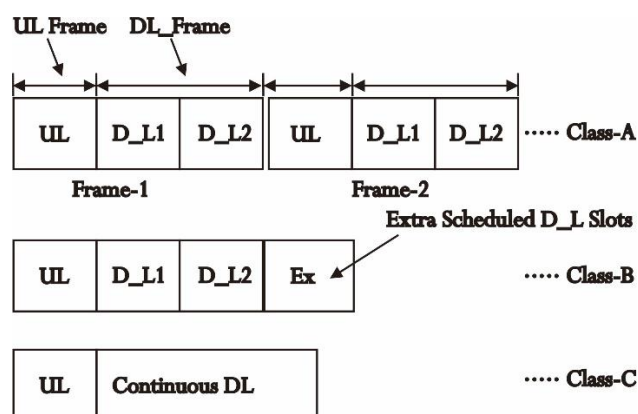 UL Frame DL_Frame
UL D_L1 D_L2 UL D_L1 D_L2 ..... Class-A
Frame-1 Frame-2
Extra Scheduled D_L Slots
UL D_L1 D_L2 Ex ..... Class-B
UL Continuous DL ..... Class-C